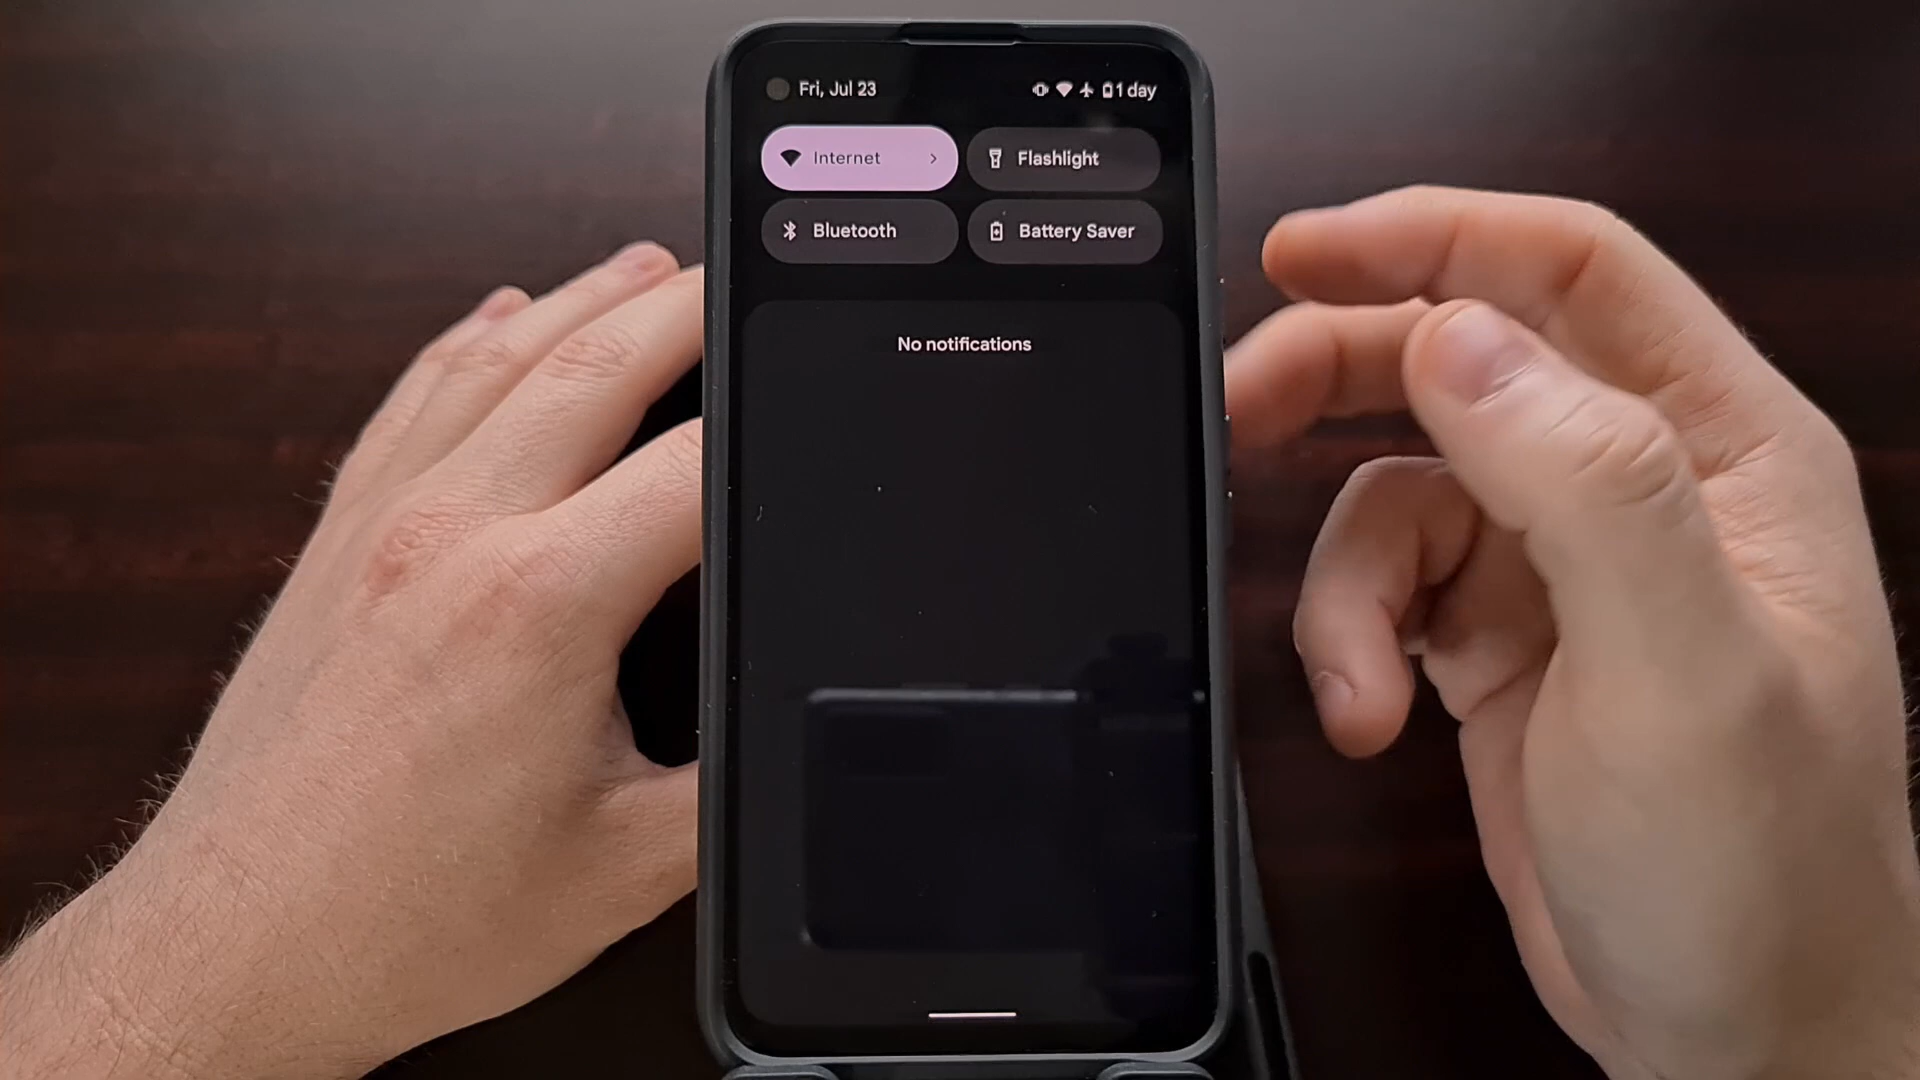 Fri, Jul 23
1 day
Internet
Flashlight
Bluetooth
Battery Saver
No notifications